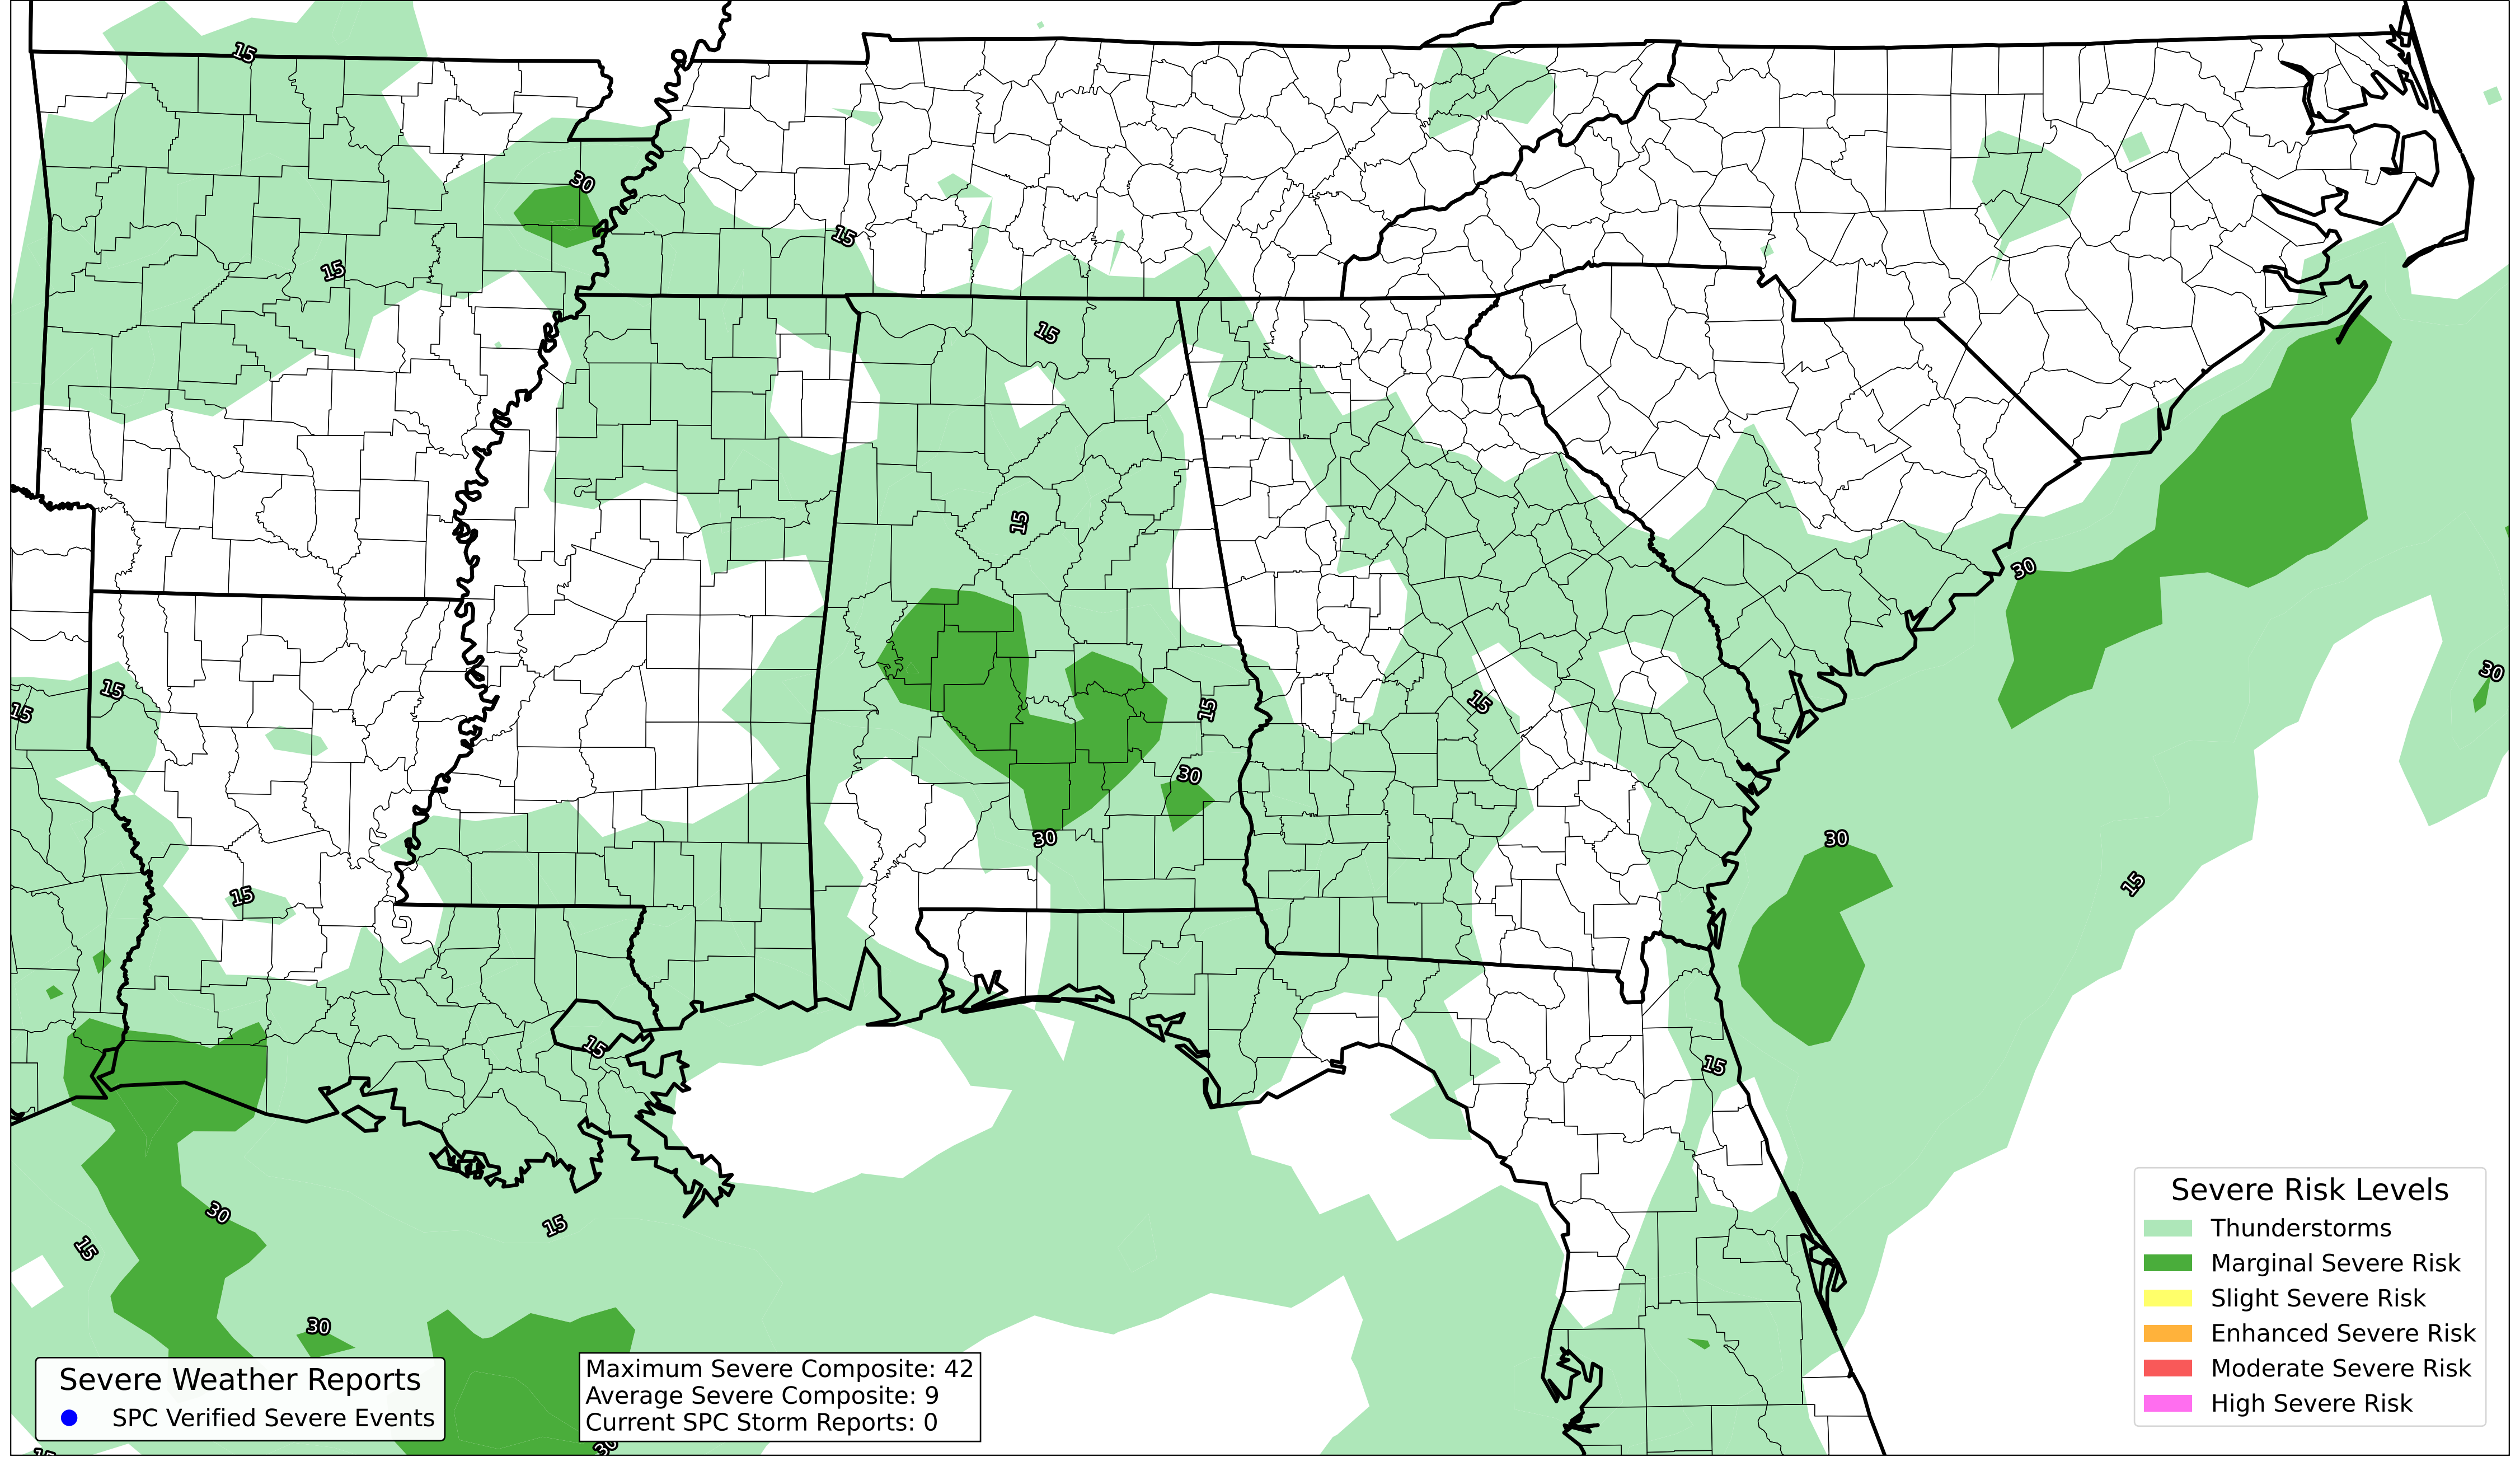 15
30
15
15
15
15
15
15
15
15
30
30
30
30
30
15
15
15
15
30
15
15
30
30
15
Severe Weather Reports
SPC Verified Severe Events
Maximum Severe Composite: 42
Average Severe Composite: 9
Current SPC Storm Reports: 0
Severe Risk Levels
Thunderstorms
Marginal Severe Risk
Slight Severe Risk
Enhanced Severe Risk
Moderate Severe Risk
High Severe Risk